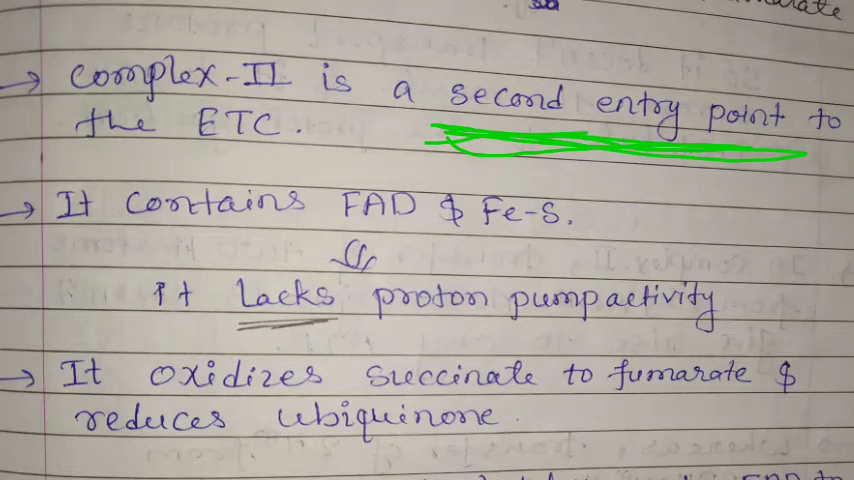 → Complex-II is a second entry point to
the ETC.
→ It contains FAD & Fe-S.
It Lacks proton pump activity
→ It oxidizes succinate to fumarate &
reduces ubiquinone.